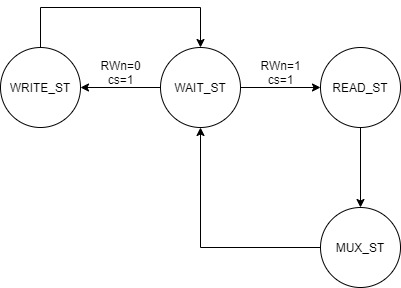 RWn=0
cs=1
RWn=1
cs=1
WRITE_ST
WAIT_ST
READ_ST
MUX_ST